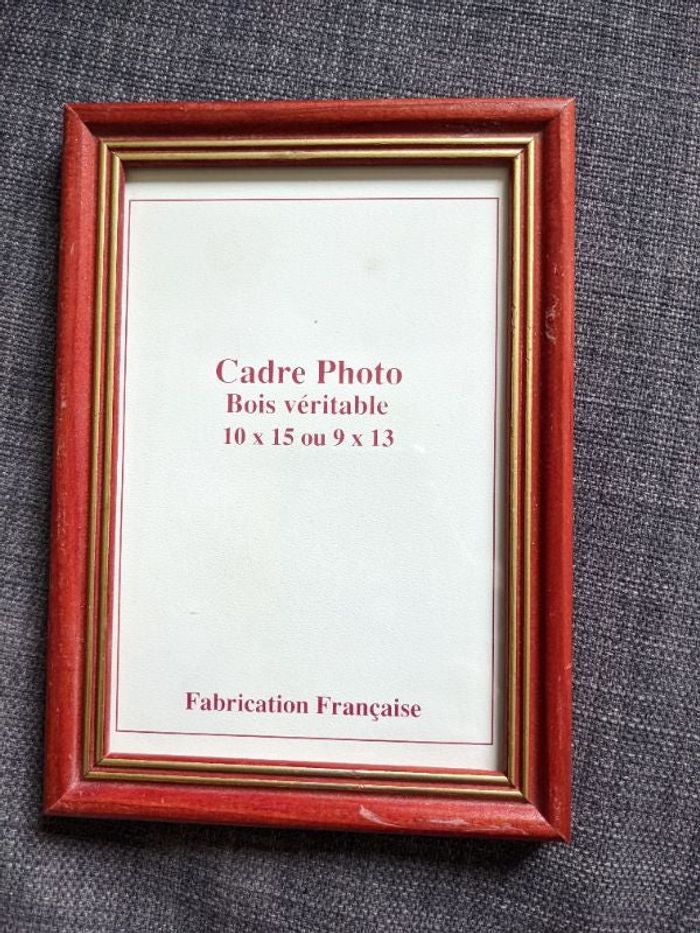 Cadre Photo
Bois véritable
10 x 15 ou 9 x 13
Fabrication Française